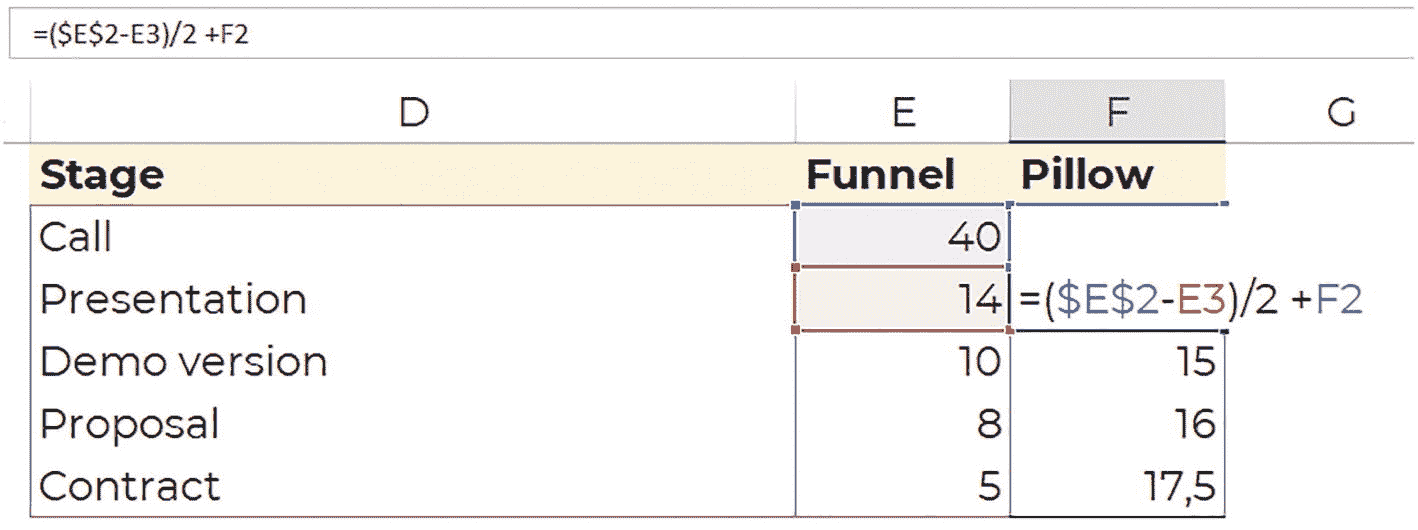 =($E$2-E3)/2 +F2
D E F G
Stage Funnel Pillow
Call 40
Presentation 14 =($E$2-E3)/2 +F2
Demo version 10 15
Proposal 8 16
Contract 5 17,5